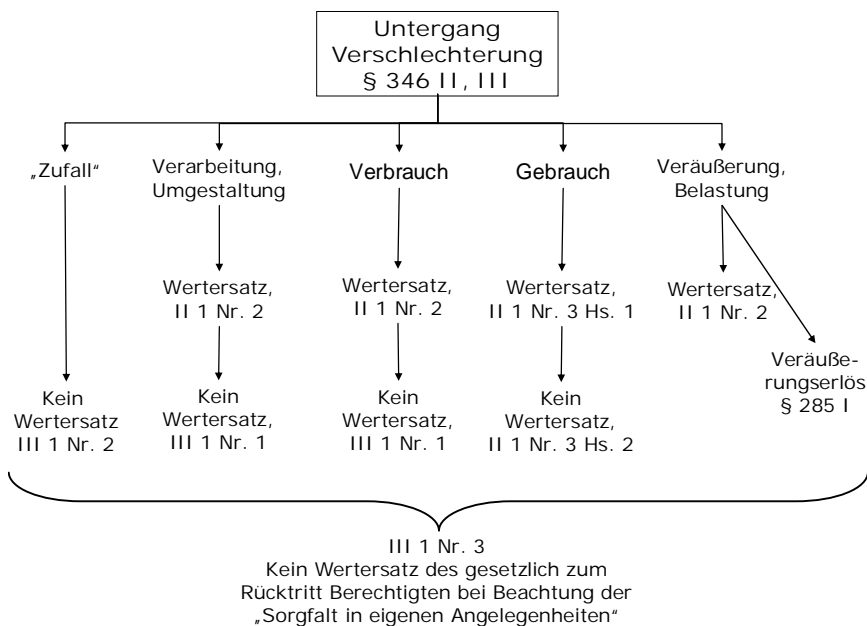 Untergang
Verschlechterung
§ 346 II, III
„Zufall“
Verarbeitung,
Umgestaltung
Verbrauch
Gebrauch
Veräußerung,
Belastung
Wertersatz,
II 1 Nr. 2
Wertersatz,
II 1 Nr. 2
Wertersatz,
II 1 Nr. 3 Hs. 1
Wertersatz,
II 1 Nr. 2
Veräuße-
rungserlös
§ 285 I
Kein
Wertersatz
III 1 Nr. 2
Kein
Wertersatz,
III 1 Nr. 1
Kein
Wertersatz,
III 1 Nr. 1
Kein
Wertersatz,
II 1 Nr. 3 Hs. 2
III 1 Nr. 3
Kein Wertersatz des gesetzlich zum
Rücktritt Berechtigten bei Beachtung der
„Sorgfalt in eigenen Angelegenheiten“